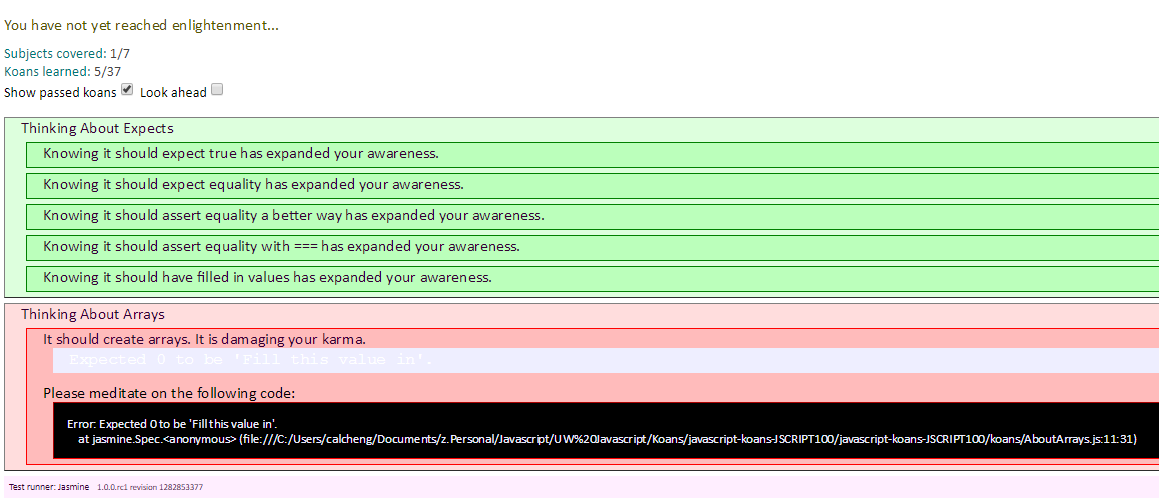 You have not yet reached enlightenment...
Subjects covered: 1/7
Koans learned: 5/37
Show passed koans Look ahead
Thinking About Expects
Knowing it should expect true has expanded your awareness.
Knowing it should expect equality has expanded your awareness.
Knowing it should assert equality a better way has expanded your awareness.
Knowing it should assert equality with === has expanded your awareness.
Knowing it should have filled in values has expanded your awareness.
Thinking About Arrays
It should create arrays. It is damaging your karma.
Expected 0 to be 'Fill this value in'.
Please meditate on the following code:
Error: Expected 0 to be 'Fill this value in'.
at jasmine.Spec.<anonymous> (file:///C:/Users/calcheng/Documents/z.Personal/Javascript/UW%20Javascript/Koans/javascript-koans-JSCRIPT100/javascript-koans-JSCRIPT100/koans/AboutArrays.js:11:31)
Test runner: Jasmine 1.0.0.rc1 revision 1282853377